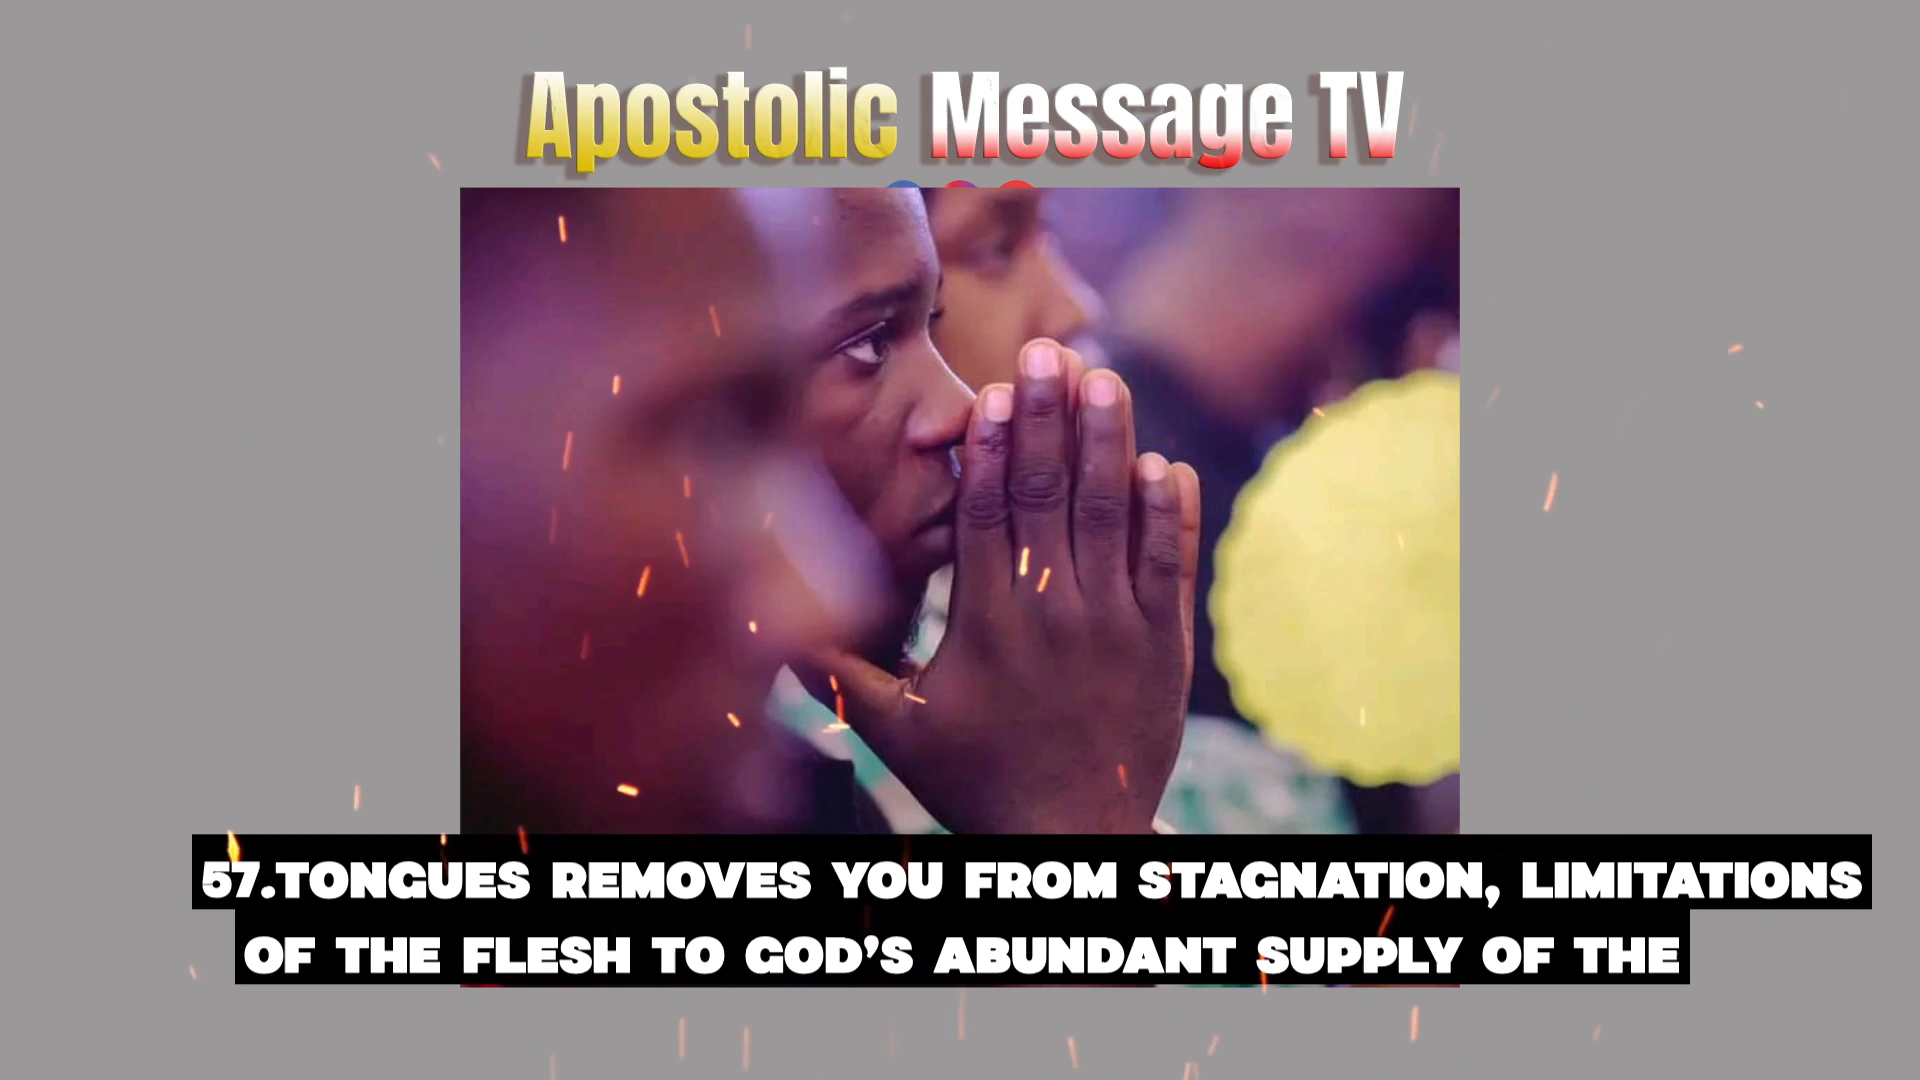 Apostolic Message TV
57.TONGUES REMOVES YOU FROM STAGNATION, LIMITATIONS
OF THE FLESH TO GOD’S ABUNDANT SUPPLY OF THE